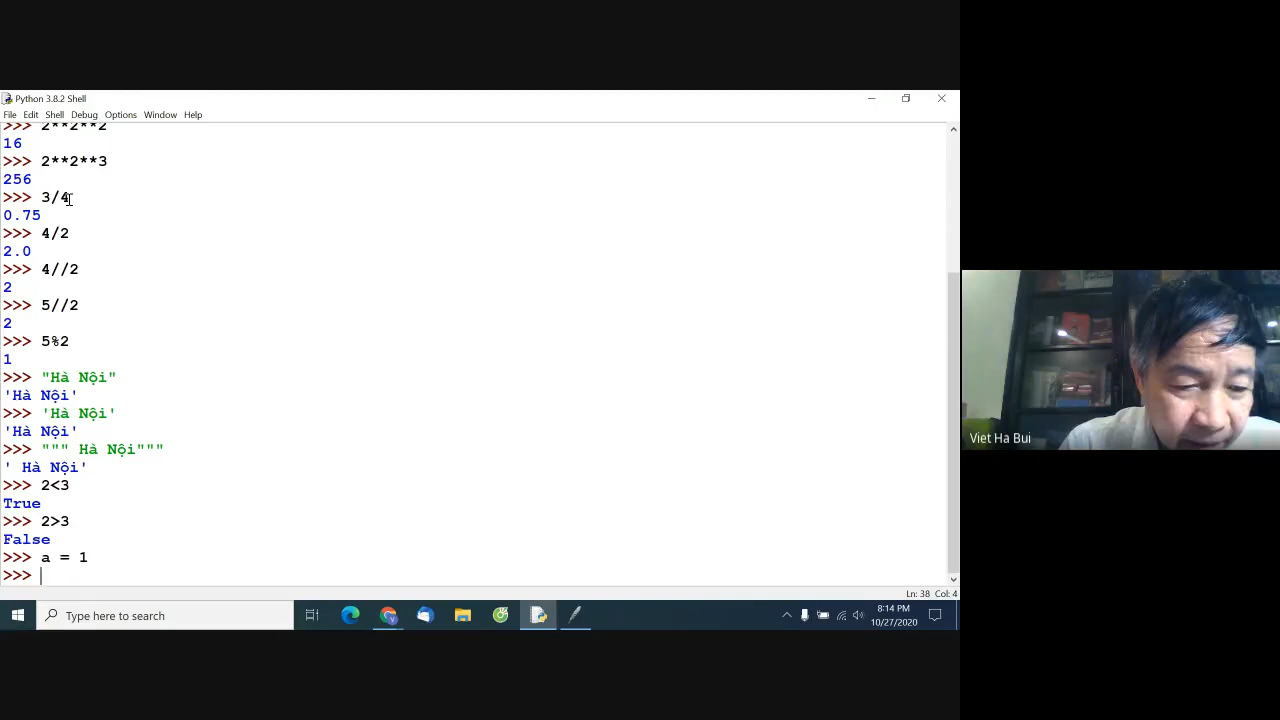 Python 3.8.2 Shell
File Edit Shell Debug Options Window Help
>>> 2**2**2
16
>>> 2**2**3
256
>>> 3/4
0.75
>>> 4/2
2.0
>>> 4//2
2
>>> 5//2
2
>>> 5%2
1
>>> "Hà Nội"
'Hà Nội'
>>> 'Hà Nội'
'Hà Nội'
>>> """ Hà Nội"""
' Hà Nội'
>>> 2<3
True
>>> 2>3
False
>>> a = 1
>>>
Ln: 38 Col: 4
Type here to search
8:14 PM
10/27/2020
Viet Ha Bui